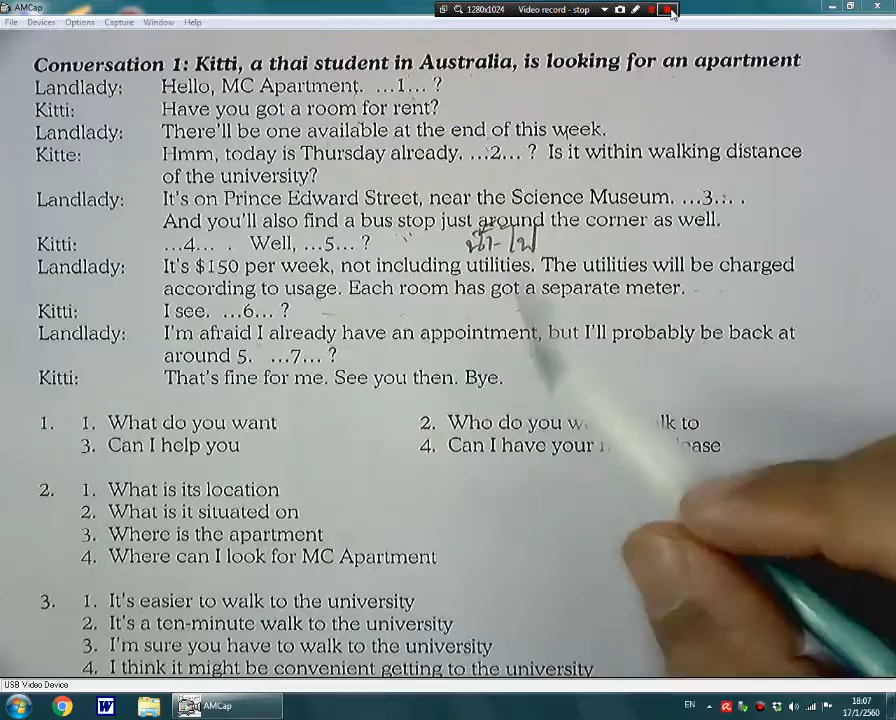 AMCap
1280x1024 Video record - stop
File Devices Options Capture Window Help
Conversation 1: Kitti, a thai student in Australia, is looking for an apartment
Landlady: Hello, MC Apartment. ...1... ?
Kitti: Have you got a room for rent?
Landlady: There'll be one available at the end of this week.
Kitte: Hmm, today is Thursday already. ...2... ? Is it within walking distance
of the university?
Landlady: It's on Prince Edward Street, near the Science Museum. ...3... .
And you'll also find a bus stop just around the corner as well.
Kitti: ...4... . Well, ...5... ?
น้ำ-ไฟ
Landlady: It's $150 per week, not including utilities. The utilities will be charged
according to usage. Each room has got a separate meter.
Kitti: I see. ...6... ?
Landlady: I'm afraid I already have an appointment, but I'll probably be back at
around 5. ...7... ?
Kitti: That's fine for me. See you then. Bye.
1. 1. What do you want 2. Who do you lk to
3. Can I help you 4. Can I have your
2. 1. What is its location
2. What is it situated on
3. Where is the apartment
4. Where can I look for MC Apartment
3. 1. It's easier to walk to the university
2. It's a ten-minute walk to the university
3. I'm sure you have to walk to the university
4. I think it might be convenient getting to the university
USB Video Device
AMCap
EN
18:07
17/1/2560